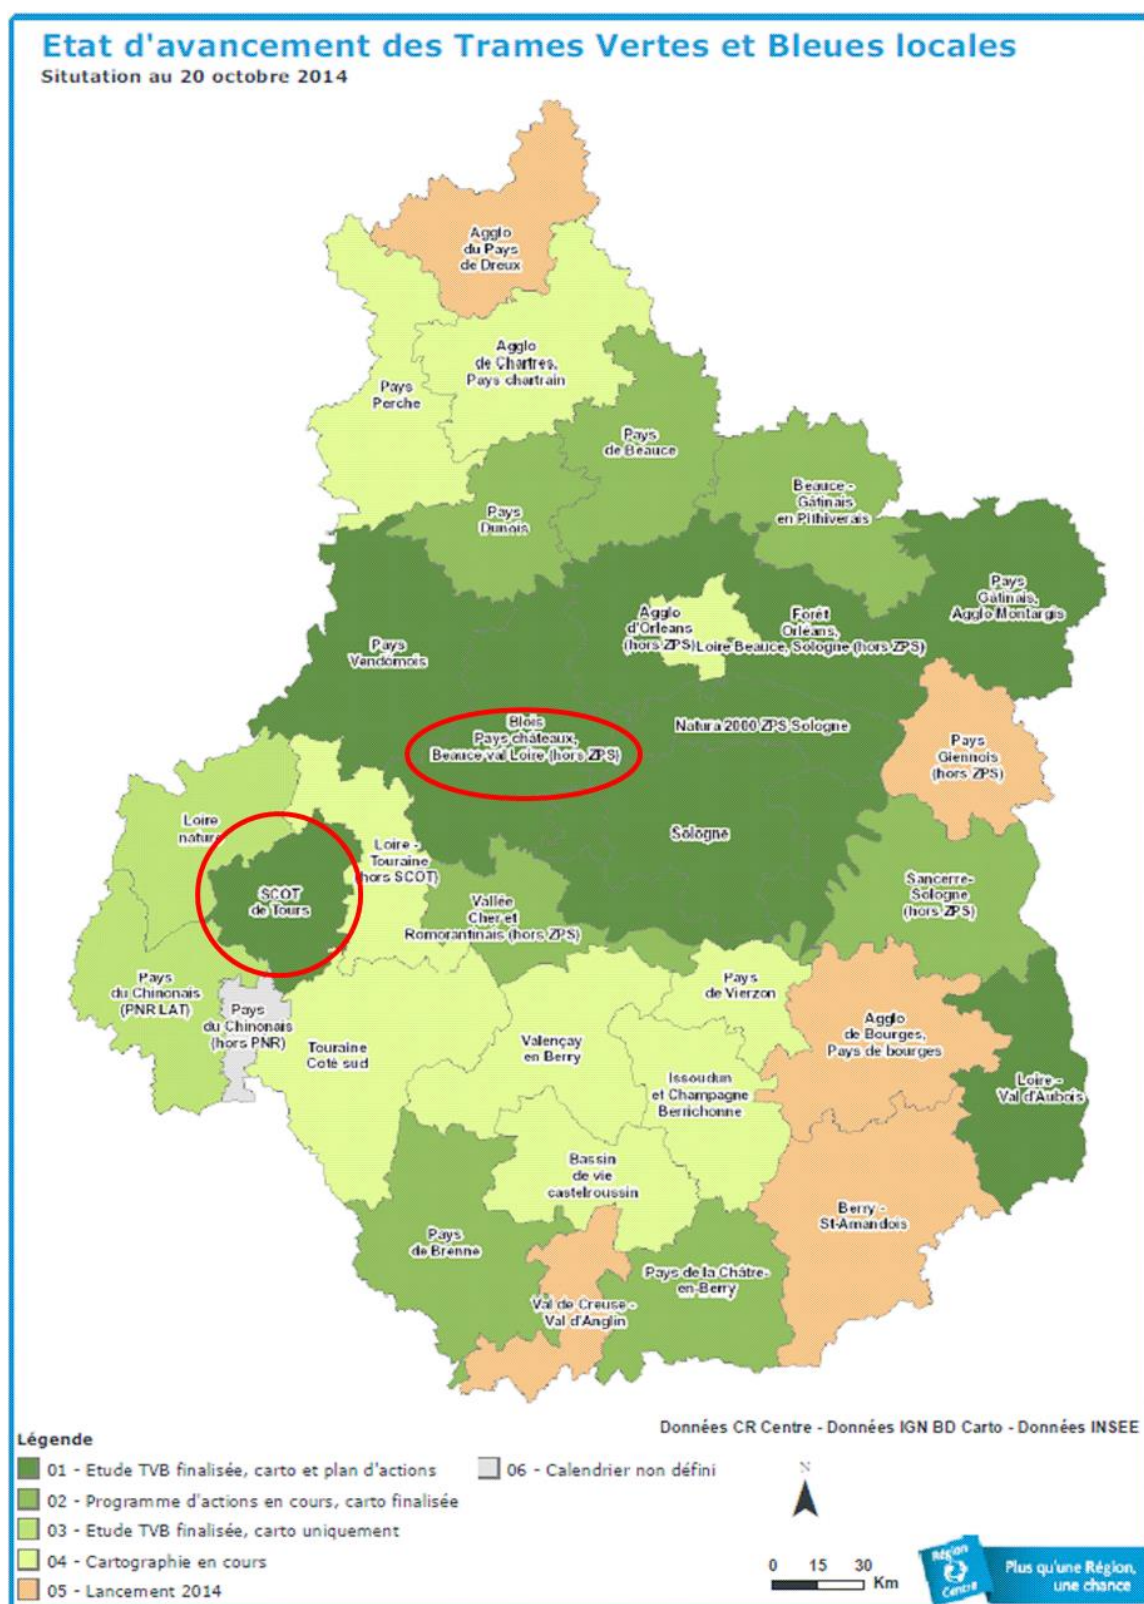 Etat d'avancement des Trames Vertes et Bleues locales
Situtation au 20 octobre 2014
Agglo
du Pays
de Dreux
Agglo
de Chartres,
Pays chartrain
Pays
Perche
Pays
de Beauce
Beauce -
Gâtinais
en Pithiverais
Pays
Dunois
Pays
Gâtinais,
Agglo Montargis
Agglo
d'Orléans
(hors ZPS)
Forêt
Orléans,
Loire Beauce, Sologne (hors ZPS)
Pays
Vendômois
Blois
Pays châteaux,
Beauce val Loire (hors ZPS)
Natura 2000 ZPS Sologne
Pays
Giennois
(hors ZPS)
Loire
nature
Loire -
Touraine
(hors SCOT)
Sologne
SCOT
de Tours
Vallée
Cher et
Romorantinais (hors ZPS)
Sancerre-
Sologne
(hors ZPS)
Pays
du Chinonais
(PNR LAT)
Pays
du Chinonais
(hors PNR)
Pays
de Vierzon
Touraine
Coté sud
Valençay
en Berry
Agglo
de Bourges,
Pays de bourges
Issoudun
et Champagne
Berrichonne
Loire -
Val d'Aubois
Bassin
de vie
castelroussin
Berry -
St-Amandois
Pays
de Brenne
Pays de la Châtre-
en-Berry
Val de Creuse -
Val d'Anglin
Données CR Centre - Données IGN BD Carto - Données INSEE
Légende
01 - Etude TVB finalisée, carto et plan d'actions
02 - Programme d'actions en cours, carto finalisée
03 - Etude TVB finalisée, carto uniquement
04 - Cartographie en cours
05 - Lancement 2014
06 - Calendrier non défini
N
0 15 30
Km
Région
Centre
Plus qu'une Région,
une chance